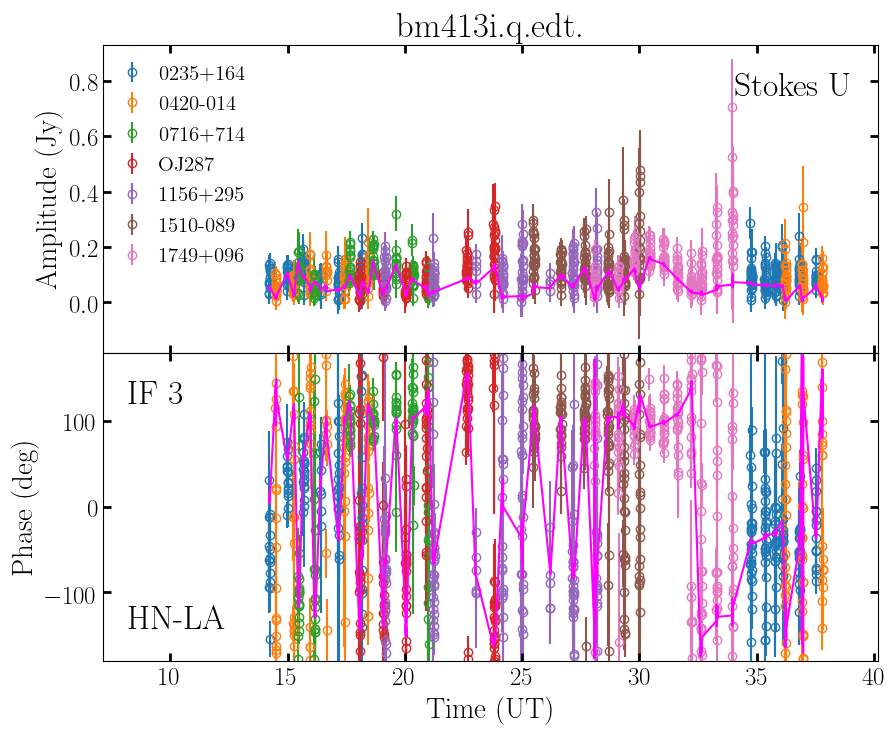 bm413i.q.edt.
Stokes U
0235+164
0420-014
0716+714
OJ287
1156+295
1510-089
1749+096
Amplitude (Jy)
0.8
0.6
0.4
0.2
0.0
IF 3
HN-LA
Phase (deg)
100
0
−100
10 15 20 25 30 35 40
Time (UT)